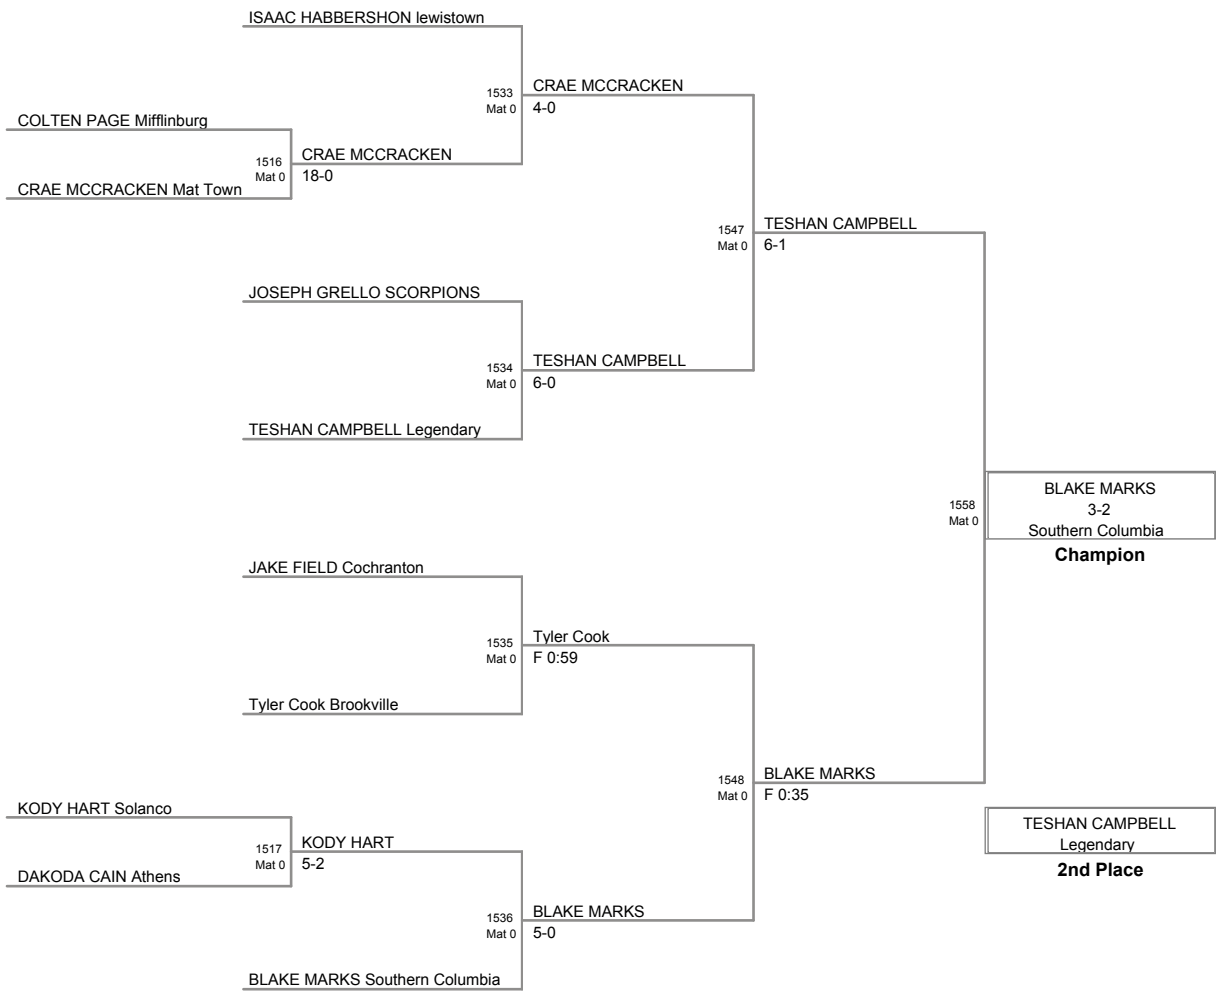 ISAAC HABBERSHON lewistown
1533
Mat 0
CRAE MCCRACKEN
4-0
COLTEN PAGE Mifflinburg
1516
Mat 0
CRAE MCCRACKEN
18-0
CRAE MCCRACKEN Mat Town
1547
Mat 0
TESHAN CAMPBELL
6-1
JOSEPH GRELLO SCORPIONS
1534
Mat 0
TESHAN CAMPBELL
6-0
TESHAN CAMPBELL Legendary
1558
Mat 0
BLAKE MARKS
3-2
Southern Columbia
Champion
JAKE FIELD Cochranton
1535
Mat 0
Tyler Cook
F 0:59
Tyler Cook Brookville
1548
Mat 0
BLAKE MARKS
F 0:35
KODY HART Solanco
1517
Mat 0
KODY HART
5-2
DAKODA CAIN Athens
TESHAN CAMPBELL
Legendary
2nd Place
1536
Mat 0
BLAKE MARKS
5-0
BLAKE MARKS Southern Columbia